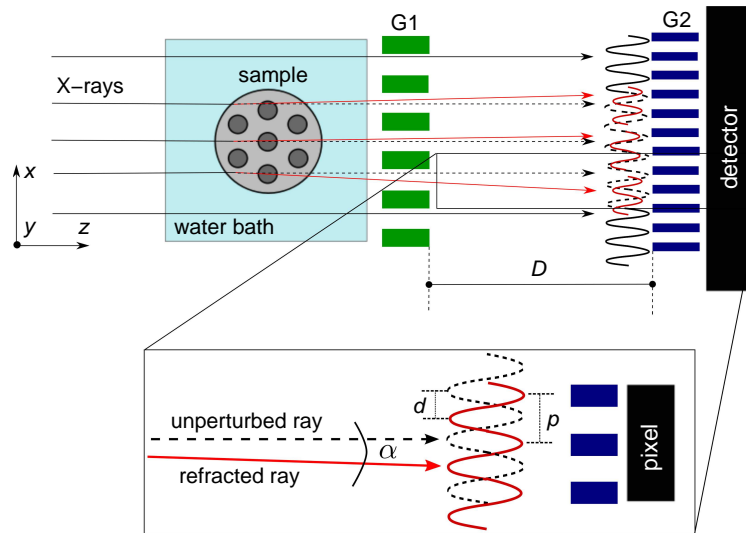 G1
G2
X-rays
sample
detector
x
y
z
water bath
D
d
p
unperturbed ray
α
refracted ray
pixel